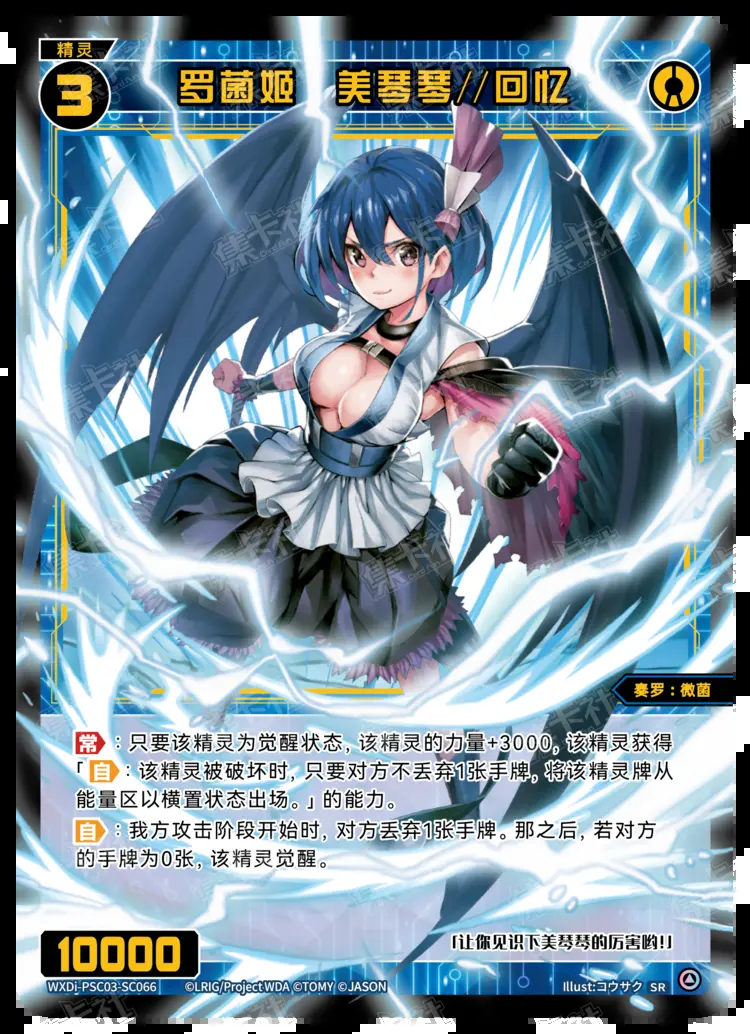 精灵
3
罗菌姬 美琴琴//回忆
奏罗：微菌
常：只要该精灵为觉醒状态, 该精灵的力量+3000, 该精灵获得
「自：该精灵被破坏时, 只要对方不丢弃1张手牌, 将该精灵牌从
能量区以横置状态出场。」的能力。
自：我方攻击阶段开始时, 对方丢弃1张手牌。那之后, 若对方
的手牌为0张, 该精灵觉醒。
「让你见识下美琴琴的厉害哟!」
10000
WXDi-PSC03-SC066 ©LRIG/Project WDA ©TOMY ©JASON Illust:コウサク SR
集卡社